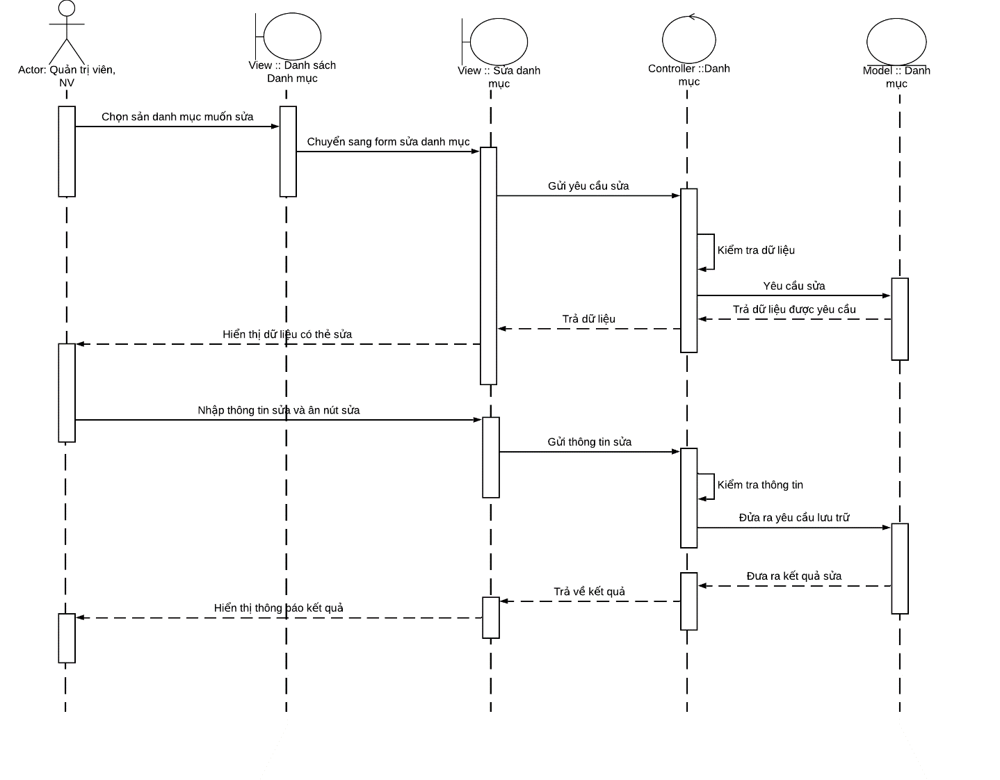 Actor: Quản trị viên,
NV
View :: Danh sách
Danh mục
View :: Sửa danh
mục
Controller ::Danh
mục
Model :: Danh
mục
Chọn sản danh mục muốn sửa
Chuyển sang form sửa danh mục
Gửi yêu cầu sửa
Kiểm tra dữ liệu
Yêu cầu sửa
Trả dữ liệu được yêu cầu
Trả dữ liệu
Hiển thị dữ liệu có thẻ sửa
Nhập thông tin sửa và ân nút sửa
Gửi thông tin sửa
Kiểm tra thông tin
Đửa ra yêu cầu lưu trữ
Đưa ra kết quả sửa
Trả về kết quả
Hiển thị thông báo kết quả